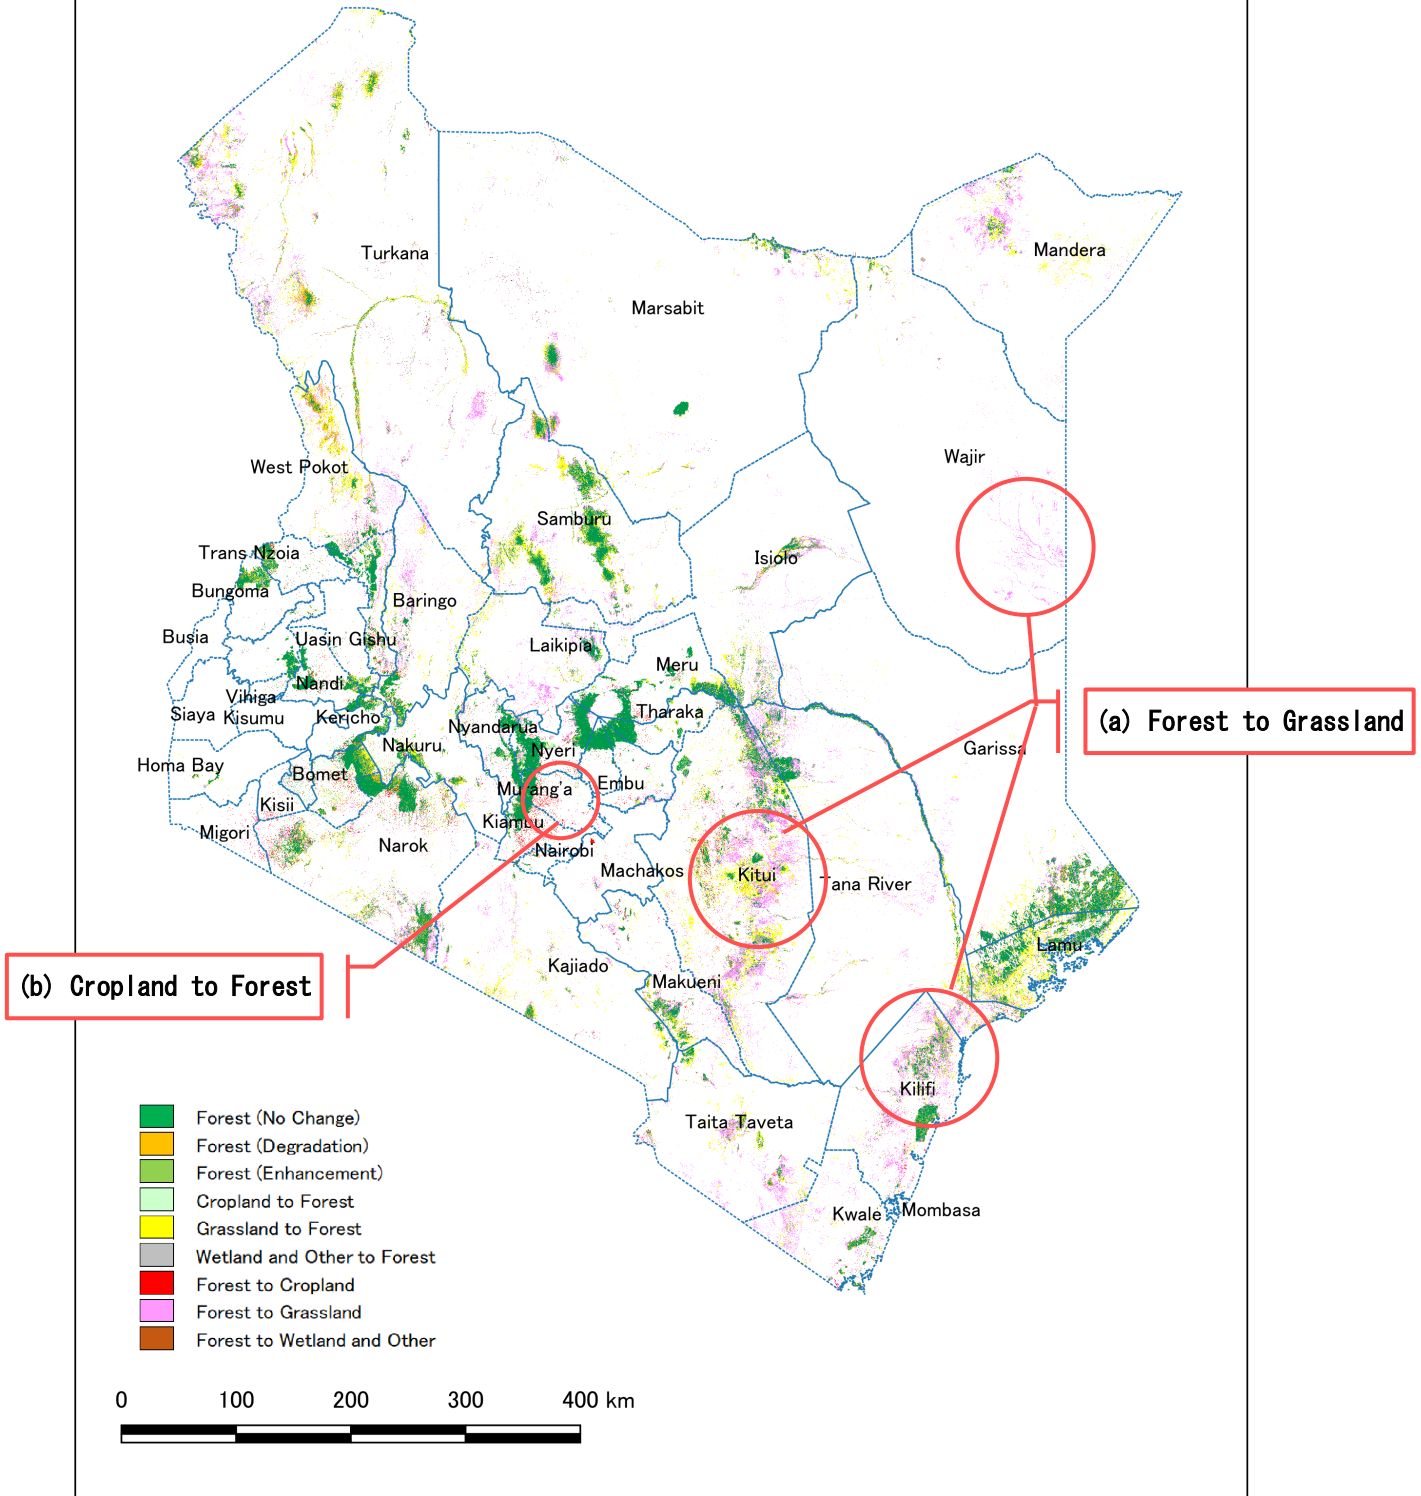 Turkana
Mandera
Marsabit
Wajir
West Pokot
Samburu
Trans Nzoia
Isiolo
Bungoma
Baringo
Busia
Uasin Gishu
Laikipia
Meru
Nandi
Vihiga
Siaya
Kisumu
Kericho
Tharaka
Nyandarua
(a) Forest to Grassland
Nakuru
Nyeri
Garissa
Homa Bay
Bomet
Murang'a
Embu
Kisii
Migori
Kiambu
Narok
Nairobi
Machakos
Kitui
Tana River
Lamu
Kajiado
Makueni
(b) Cropland to Forest
Kilifi
Taita Taveta
Kwale
Mombasa
Forest (No Change)
Forest (Degradation)
Forest (Enhancement)
Cropland to Forest
Grassland to Forest
Wetland and Other to Forest
Forest to Cropland
Forest to Grassland
Forest to Wetland and Other
0 100 200 300 400 km